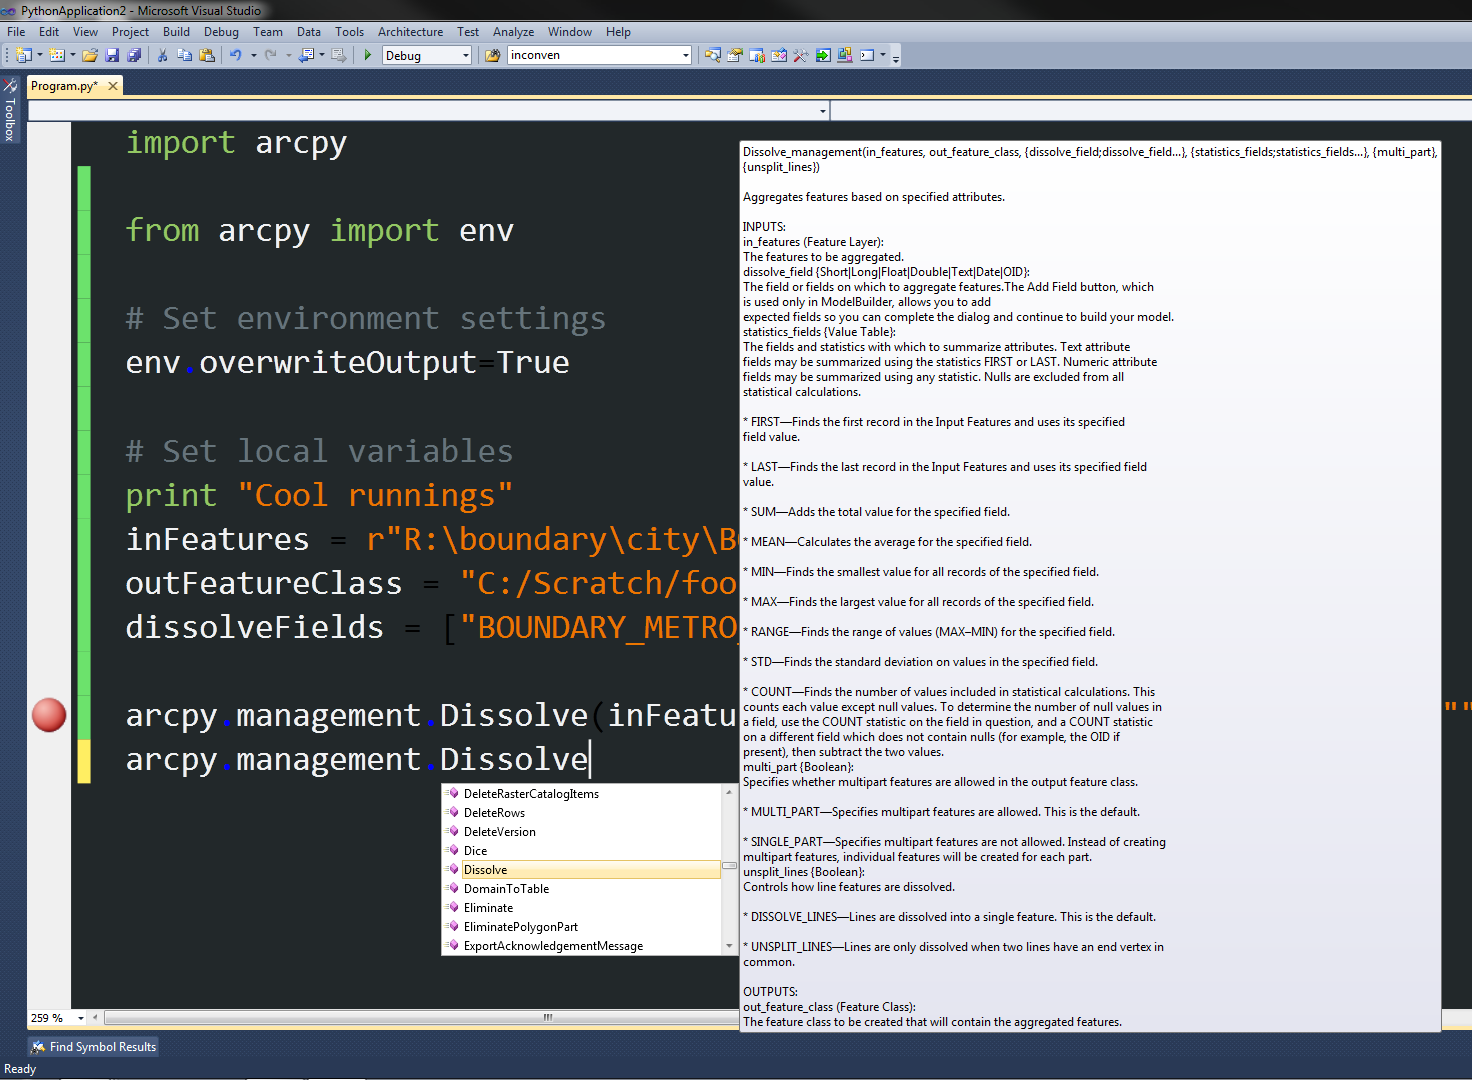 PythonApplication2 - Microsoft Visual Studio
File Edit View Project Build Debug Team Data Tools Architecture Test Analyze Window Help
Debug
inconven
Toolbox
Program.py*
import arcpy
from arcpy import env
# Set environment settings
env.overwriteOutput=True
# Set local variables
print "Cool runnings"
inFeatures = r"R:\boundary\city\B
outFeatureClass = "C:/Scratch/foo
dissolveFields = ["BOUNDARY_METRO_
arcpy.management.Dissolve(inFeatu
""
arcpy.management.Dissolve
DeleteRasterCatalogItems
DeleteRows
DeleteVersion
Dice
Dissolve
DomainToTable
Eliminate
EliminatePolygonPart
ExportAcknowledgementMessage
Dissolve_management(in_features, out_feature_class, {dissolve_field;dissolve_field...}, {statistics_fields;statistics_fields...}, {multi_part},
{unsplit_lines})
Aggregates features based on specified attributes.
INPUTS:
in_features (Feature Layer):
The features to be aggregated.
dissolve_field {Short|Long|Float|Double|Text|Date|OID}:
The field or fields on which to aggregate features.The Add Field button, which
is used only in ModelBuilder, allows you to add
expected fields so you can complete the dialog and continue to build your model.
statistics_fields {Value Table}:
The fields and statistics with which to summarize attributes. Text attribute
fields may be summarized using the statistics FIRST or LAST. Numeric attribute
fields may be summarized using any statistic. Nulls are excluded from all
statistical calculations.
* FIRST—Finds the first record in the Input Features and uses its specified
field value.
* LAST—Finds the last record in the Input Features and uses its specified field
value.
* SUM—Adds the total value for the specified field.
* MEAN—Calculates the average for the specified field.
* MIN—Finds the smallest value for all records of the specified field.
* MAX—Finds the largest value for all records of the specified field.
* RANGE—Finds the range of values (MAX–MIN) for the specified field.
* STD—Finds the standard deviation on values in the specified field.
* COUNT—Finds the number of values included in statistical calculations. This
counts each value except null values. To determine the number of null values in
a field, use the COUNT statistic on the field in question, and a COUNT statistic
on a different field which does not contain nulls (for example, the OID if
present), then subtract the two values.
multi_part {Boolean}:
Specifies whether multipart features are allowed in the output feature class.
* MULTI_PART—Specifies multipart features are allowed. This is the default.
* SINGLE_PART—Specifies multipart features are not allowed. Instead of creating
multipart features, individual features will be created for each part.
unsplit_lines {Boolean}:
Controls how line features are dissolved.
* DISSOLVE_LINES—Lines are dissolved into a single feature. This is the default.
* UNSPLIT_LINES—Lines are only dissolved when two lines have an end vertex in
common.
OUTPUTS:
out_feature_class (Feature Class):
The feature class to be created that will contain the aggregated features.
259 %
Find Symbol Results
Ready